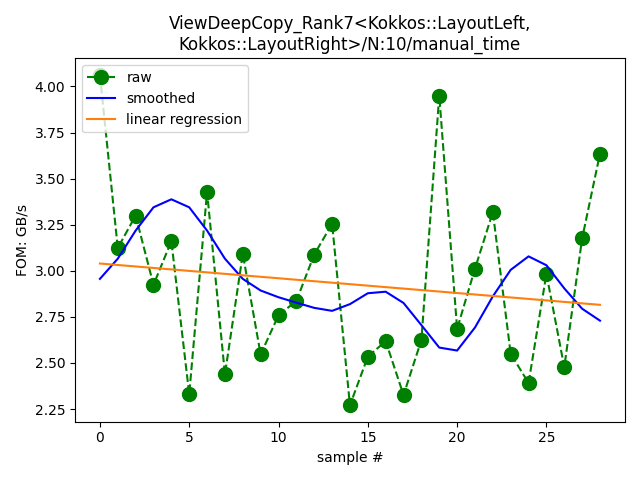 ViewDeepCopy_Rank7<Kokkos::LayoutLeft,
Kokkos::LayoutRight>/N:10/manual_time
raw
smoothed
linear regression
FOM: GB/s
4.00
3.75
3.50
3.25
3.00
2.75
2.50
2.25
0 5 10 15 20 25
sample #